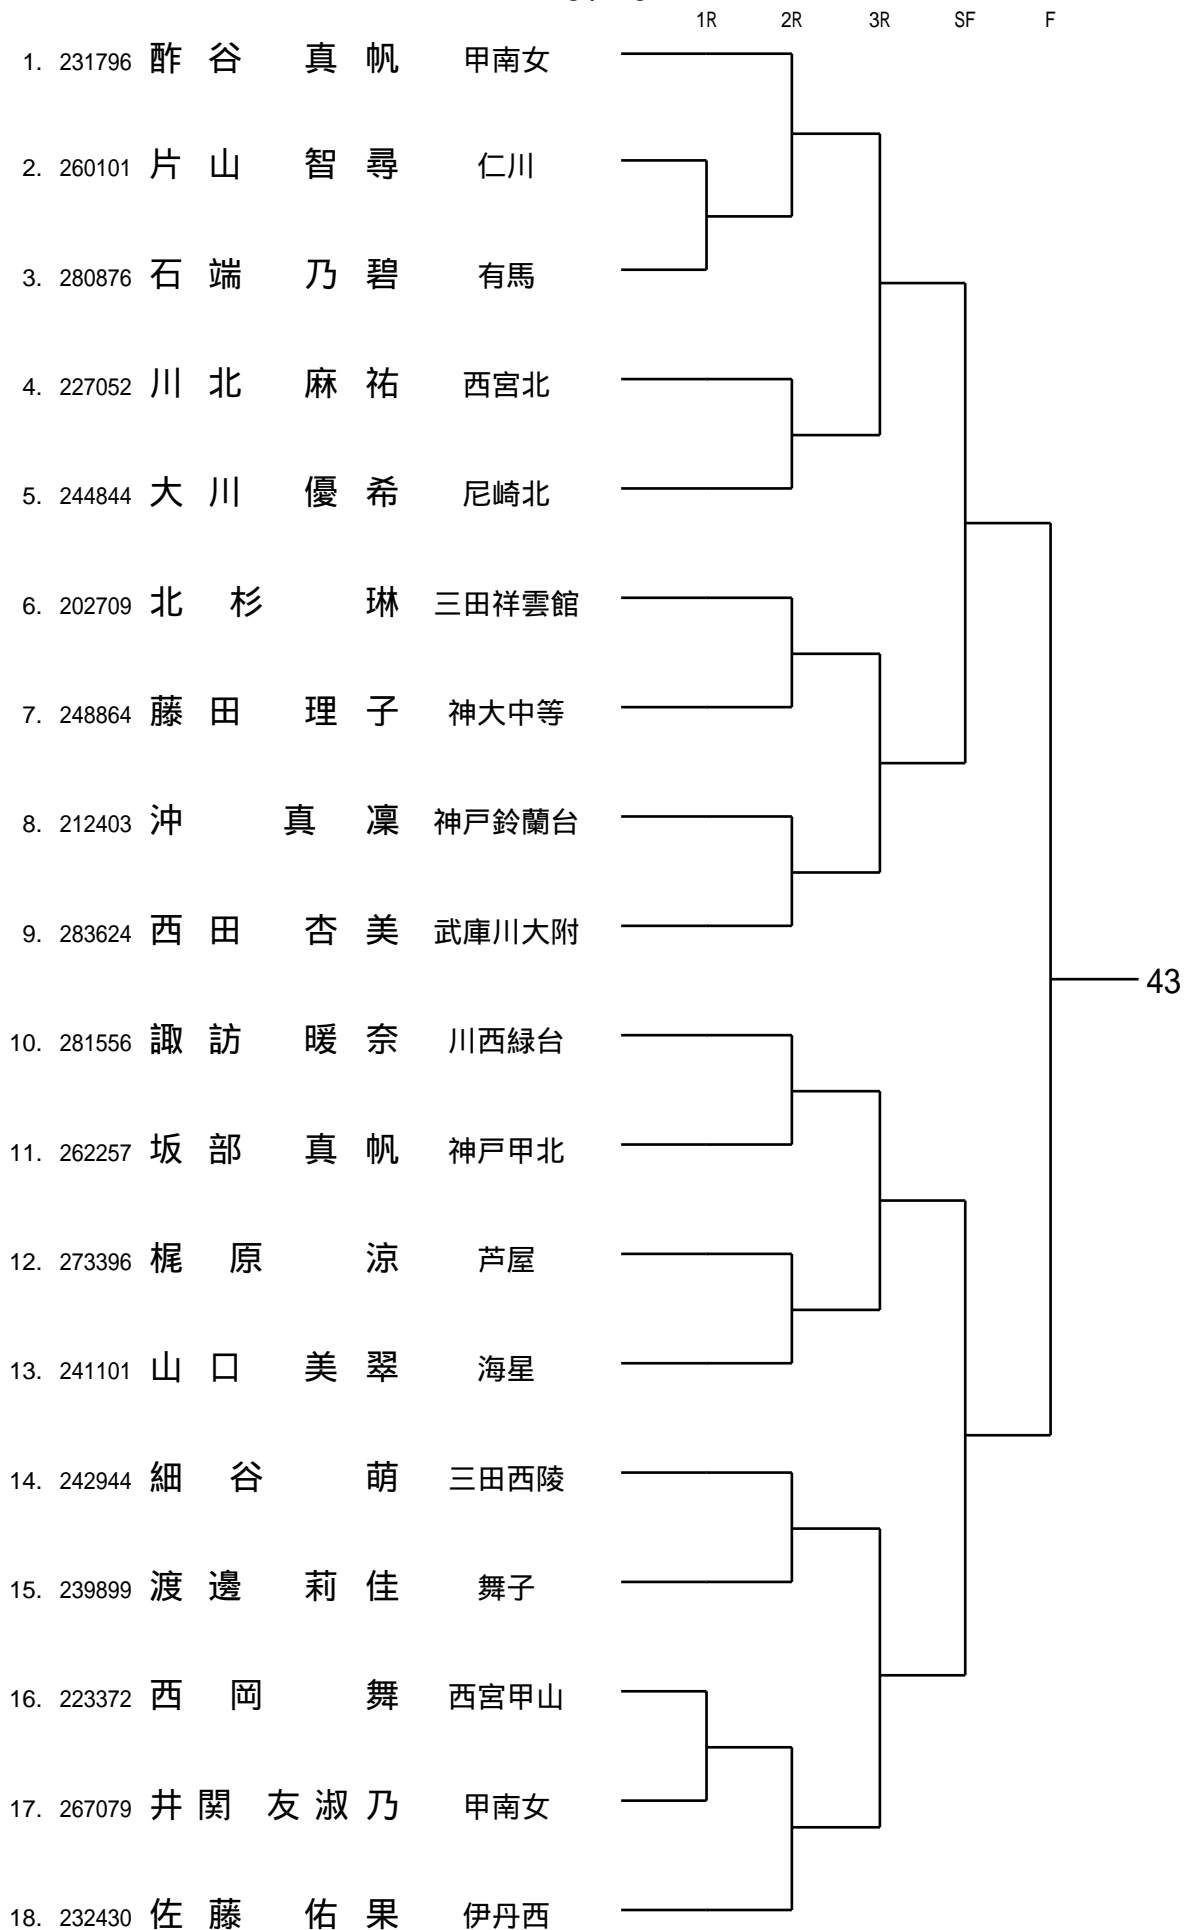 1R 2R 3R SF F
1. 231796 酢谷 真帆 甲南女
2. 260101 片山 智尋 仁川
3. 280876 石端 乃碧 有馬
4. 227052 川北 麻祐 西宮北
5. 244844 大川 優希 尼崎北
6. 202709 北杉 琳 三田祥雲館
7. 248864 藤田 理子 神大中等
8. 212403 沖 真凜 神戸鈴蘭台
9. 283624 西田 杏美 武庫川大附
43
10. 281556 諏訪 暖奈 川西緑台
11. 262257 坂部 真帆 神戸甲北
12. 273396 梶原 涼 芦屋
13. 241101 山口 美翠 海星
14. 242944 細谷 萌 三田西陵
15. 239899 渡邊 莉佳 舞子
16. 223372 西岡 舞 西宮甲山
17. 267079 井関 友淑乃 甲南女
18. 232430 佐藤 佑果 伊丹西